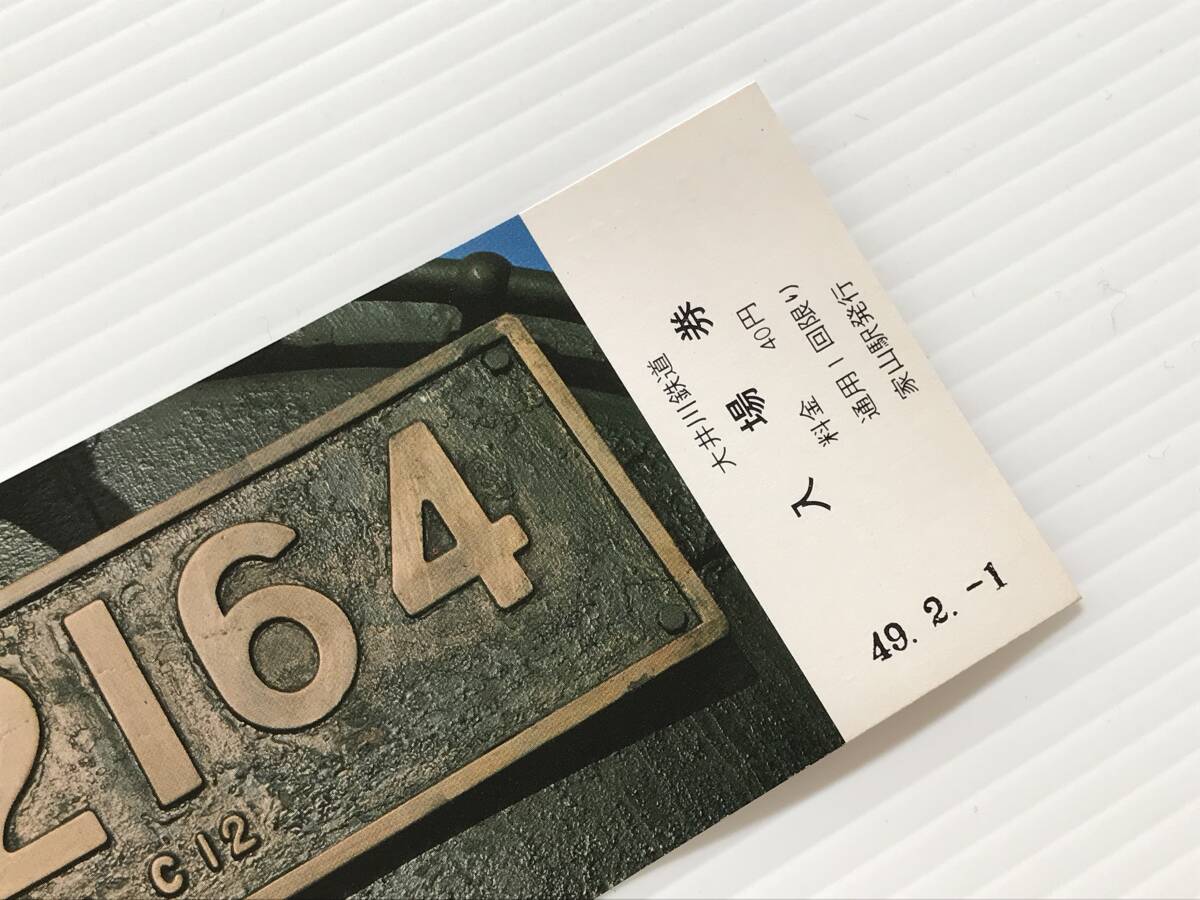 2164
C12
大井川鉄道
入場券
料金 40円
通用1回限り
家山駅発行
49. 2. -1